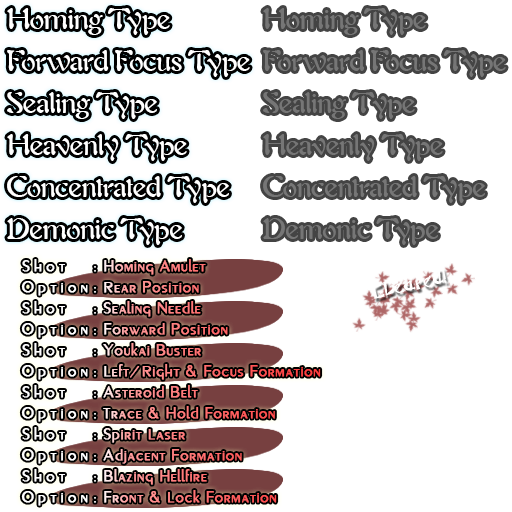 Homing Type Homing Type
Forward Focus Type Forward Focus Type
Sealing Type Sealing Type
Heavenly Type Heavenly Type
Concentrated Type Concentrated Type
Demonic Type Demonic Type
Shot : Homing Amulet
Option : Rear Position
Shot : Sealing Needle
Option : Forward Position
Shot : Youkai Buster
Option : Left/Right & Focus Formation
Shot : Asteroid Belt
Option : Trace & Hold Formation
Shot : Spirit Laser
Option : Adjacent Formation
Shot : Blazing Hellfire
Option : Front & Lock Formation
Cleared!